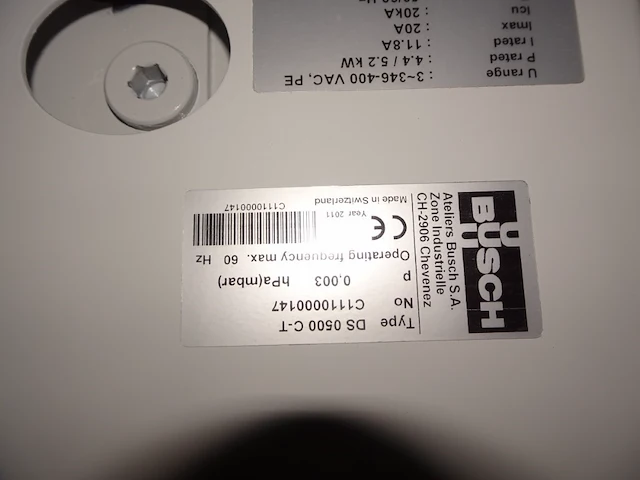 BUSCH
Ateliers Busch S.A.
Zone Industrielle
CH-2906 Chevenez
Type DS 0500 C-T
No C1110000147
p 0,003 hPa(mbar)
Operating frequency max. 60 Hz
CE
Year 2011
Made in Switzerland
C1110000147
U range : 3~346-400 VAC, PE
P rated : 4.4 / 5.2 kW
I rated : 11.8A
Imax : 20A
Icu : 20kA